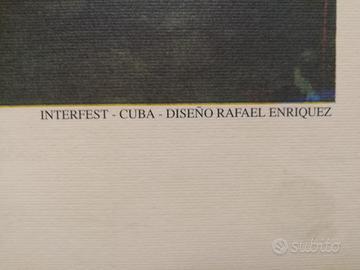 INTERFEST - CUBA - DISEÑO RAFAEL ENRIQUEZ
subito